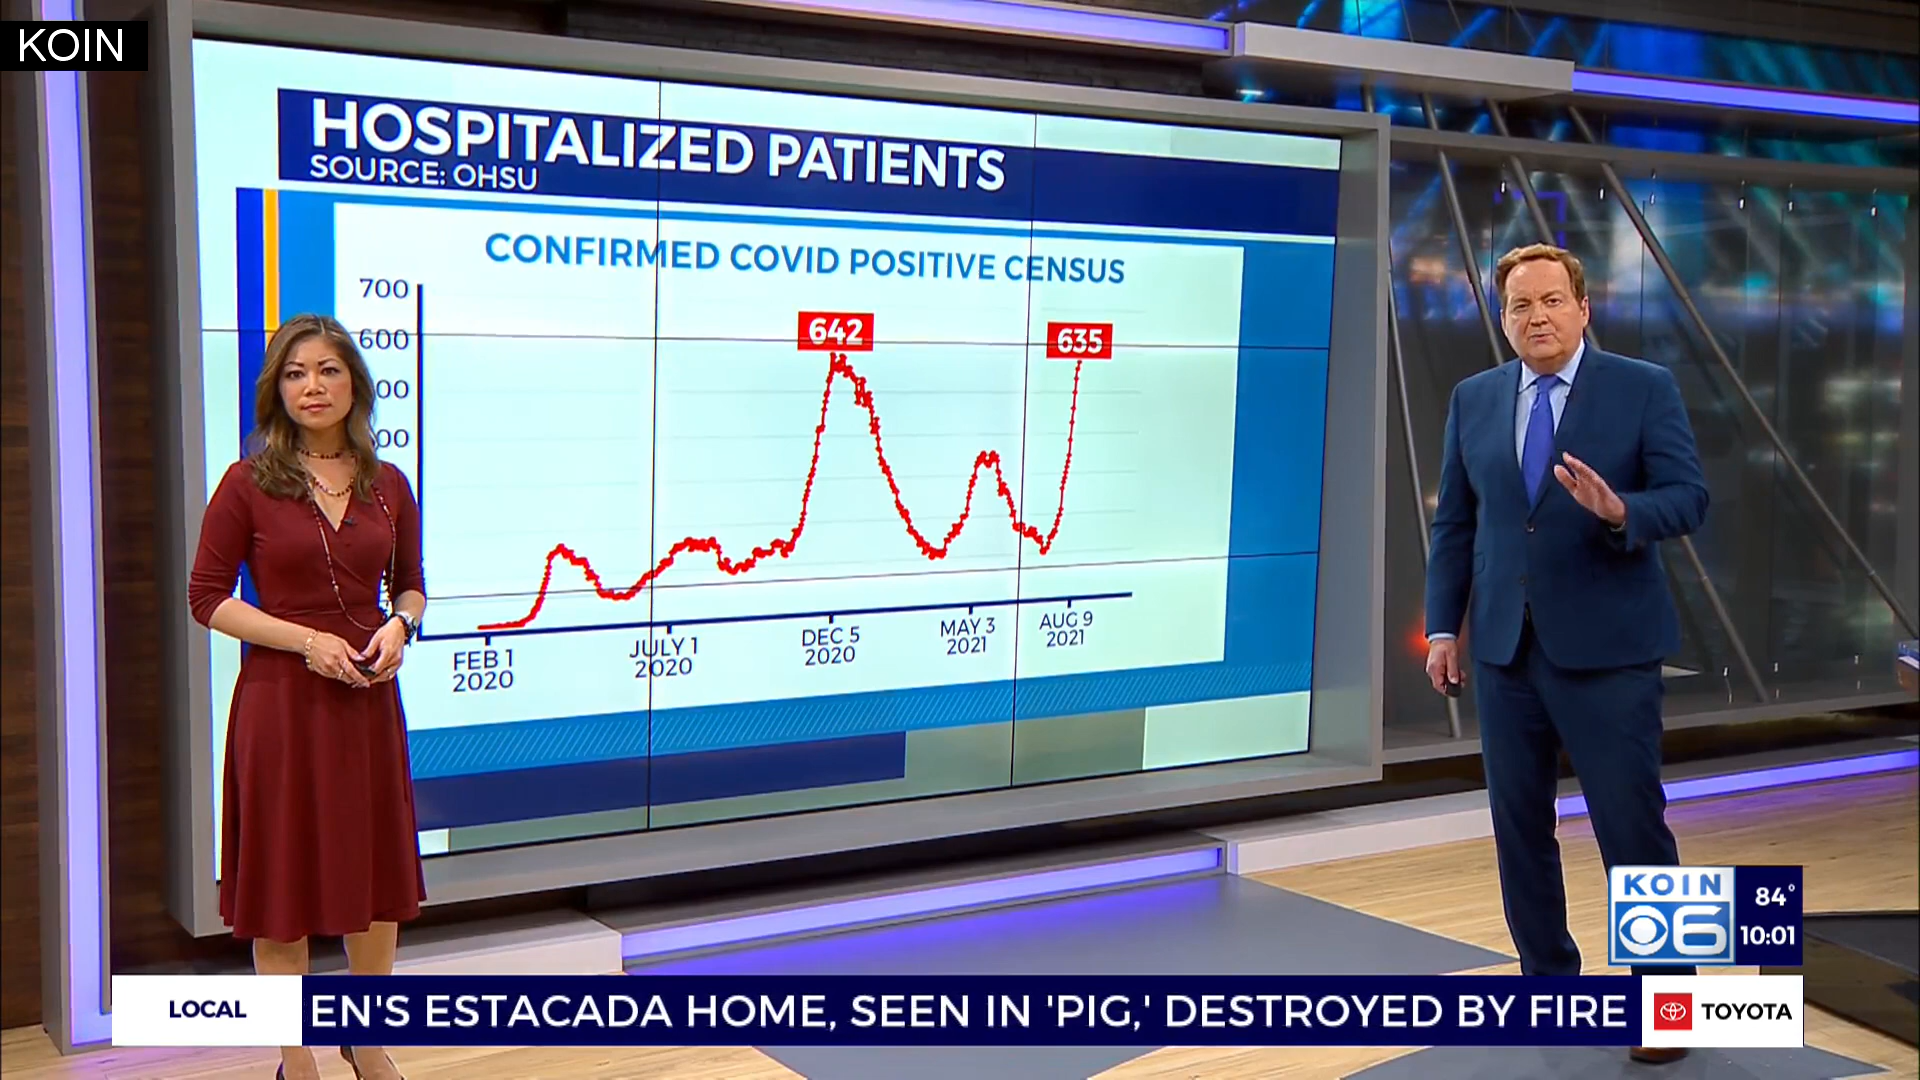 KOIN
HOSPITALIZED PATIENTS
SOURCE: OHSU
CONFIRMED COVID POSITIVE CENSUS
700
600
00
00
642
635
FEB 1
2020
JULY 1
2020
DEC 5
2020
MAY 3
2021
AUG 9
2021
KOIN
6
84°
10:01
LOCAL
EN'S ESTACADA HOME, SEEN IN 'PIG,' DESTROYED BY FIRE
TOYOTA